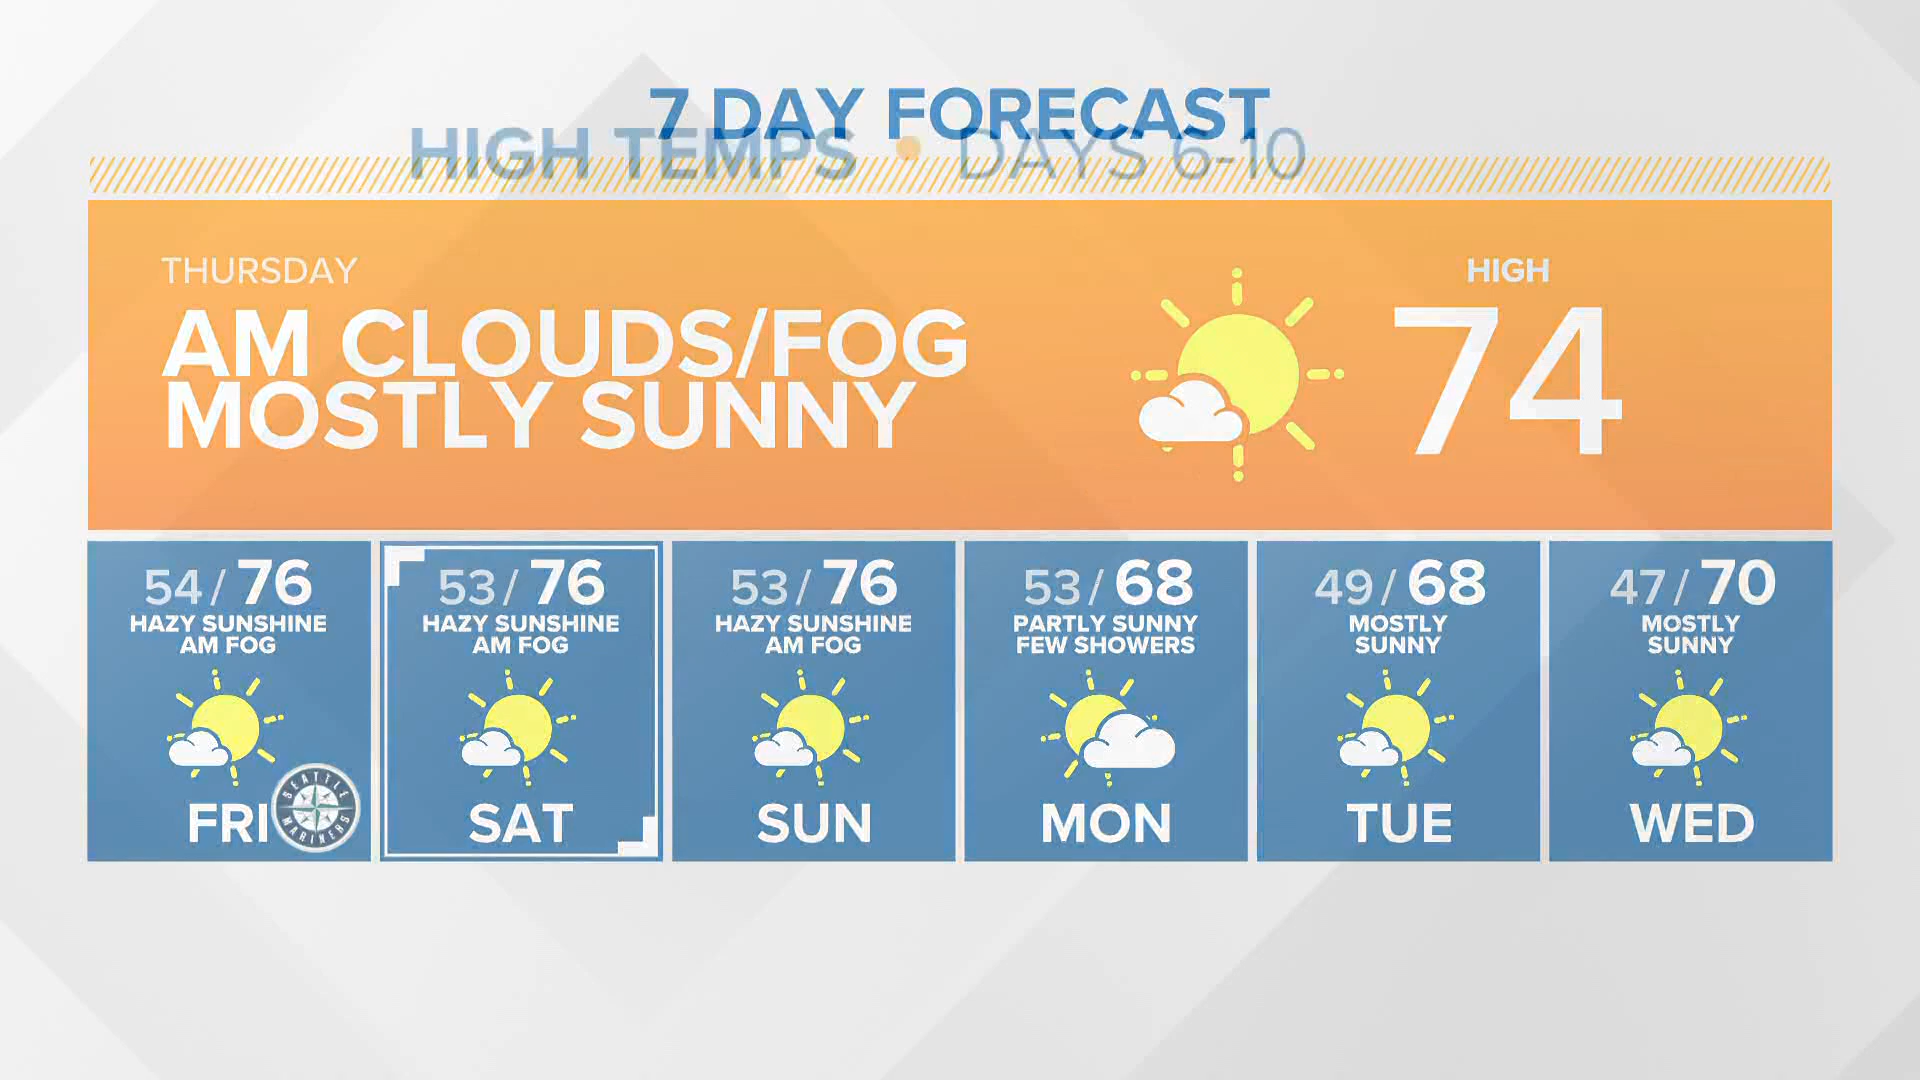 7 DAY FORECAST
HIGH TEMPS • DAYS 6-10
THURSDAY
AM CLOUDS/FOG
MOSTLY SUNNY
HIGH
74
54/76
HAZY SUNSHINE
AM FOG
FRI
SEATTLE
MARINERS
53/76
HAZY SUNSHINE
AM FOG
SAT
53/76
HAZY SUNSHINE
AM FOG
SUN
53/68
PARTLY SUNNY
FEW SHOWERS
MON
49/68
MOSTLY
SUNNY
TUE
47/70
MOSTLY
SUNNY
WED